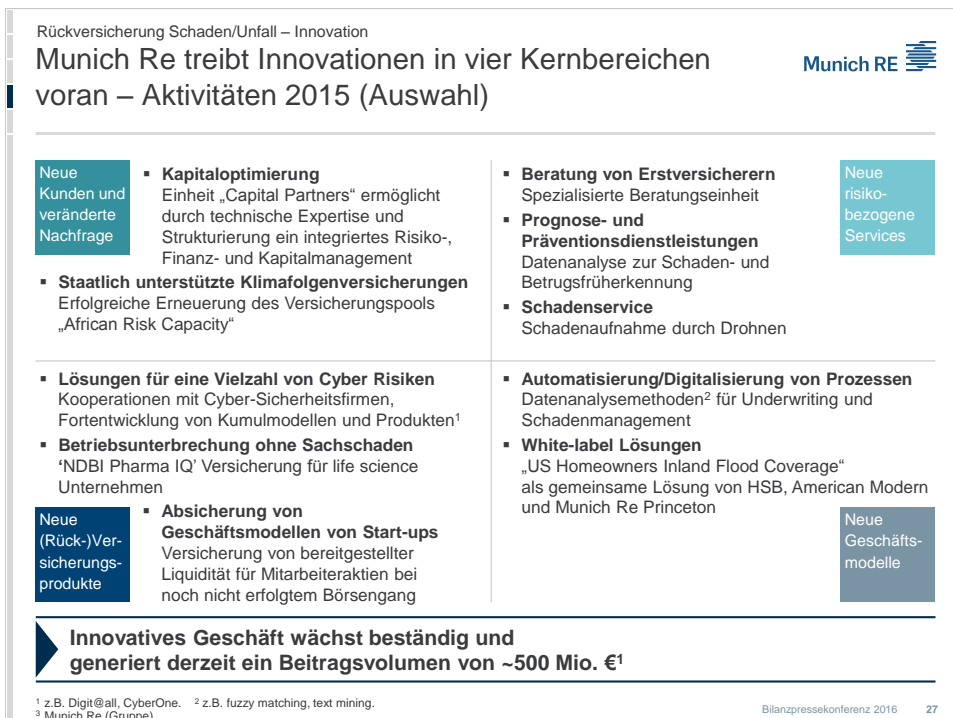 Rückversicherung Schaden/Unfall – Innovation
Munich Re treibt Innovationen in vier Kernbereichen
voran – Aktivitäten 2015 (Auswahl)
Munich RE
Neue
Kunden und
veränderte
Nachfrage
▪ Kapitaloptimierung
Einheit „Capital Partners“ ermöglicht
durch technische Expertise und
Strukturierung ein integriertes Risiko-,
Finanz- und Kapitalmanagement
▪ Staatlich unterstützte Klimafolgenversicherungen
Erfolgreiche Erneuerung des Versicherungspools
„African Risk Capacity“
▪ Beratung von Erstversicherern
Spezialisierte Beratungseinheit
▪ Prognose- und
Präventionsdienstleistungen
Datenanalyse zur Schaden- und
Betrugsfrüherkennung
▪ Schadenservice
Schadenaufnahme durch Drohnen
Neue
risiko-
bezogene
Services
▪ Lösungen für eine Vielzahl von Cyber Risiken
Kooperationen mit Cyber-Sicherheitsfirmen,
Fortentwicklung von Kumulmodellen und Produkten¹
▪ Betriebsunterbrechung ohne Sachschaden
‘NDBI Pharma IQ’ Versicherung für life science
Unternehmen
▪ Absicherung von
Geschäftsmodellen von Start-ups
Versicherung von bereitgestellter
Liquidität für Mitarbeiteraktien bei
noch nicht erfolgtem Börsengang
Neue
(Rück-)Ver-
sicherungs-
produkte
▪ Automatisierung/Digitalisierung von Prozessen
Datenanalysemethoden² für Underwriting und
Schadenmanagement
▪ White-label Lösungen
„US Homeowners Inland Flood Coverage“
als gemeinsame Lösung von HSB, American Modern
und Munich Re Princeton
Neue
Geschäfts-
modelle
Innovatives Geschäft wächst beständig und
generiert derzeit ein Beitragsvolumen von ~500 Mio. €¹
¹ z.B. Digit@all, CyberOne. ² z.B. fuzzy matching, text mining.
³ Munich Re (Gruppe)
Bilanzpressekonferenz 2016 27